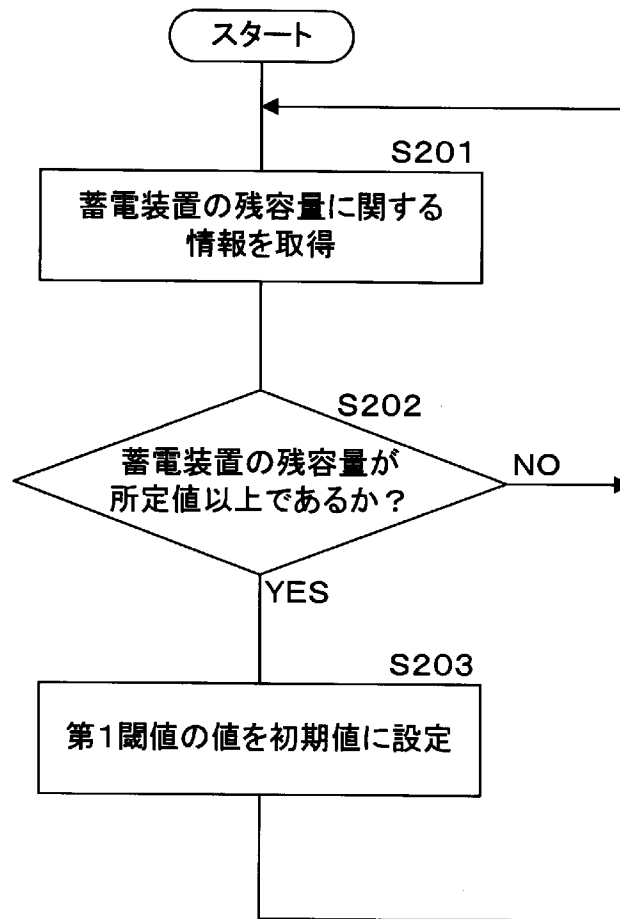 スタート
S201
蓄電装置の残容量に関する
情報を取得
S202
蓄電装置の残容量が
所定値以上であるか？
NO
YES
S203
第1閾値の値を初期値に設定